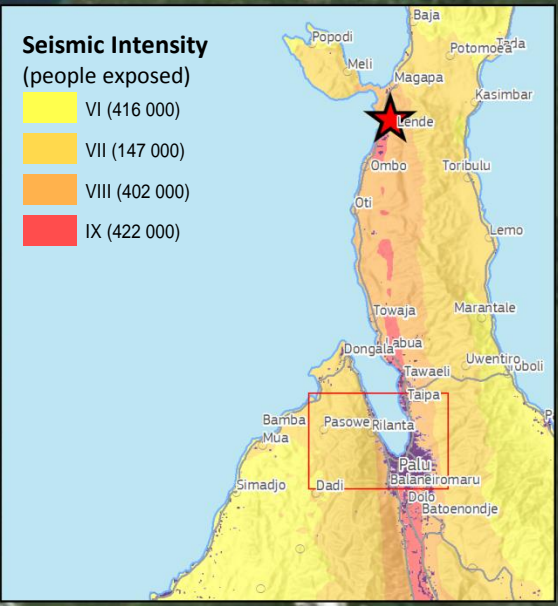 Seismic Intensity
(people exposed)
VI (416 000)
VII (147 000)
VIII (402 000)
IX (422 000)
Baja
Popodi
Potomoea
Meli
Magapa
Kasimbar
Lende
Ombo
Toribulu
Oti
Lemo
Towaja
Marantale
Labua
Dongala
Uwentiro
Toboli
Tawaeli
Taipa
Bamba
Pasowe
Rilanta
Mua
Palu
Simadjo
Dadi
Balaneiromaru
Dolo
Batoenondje